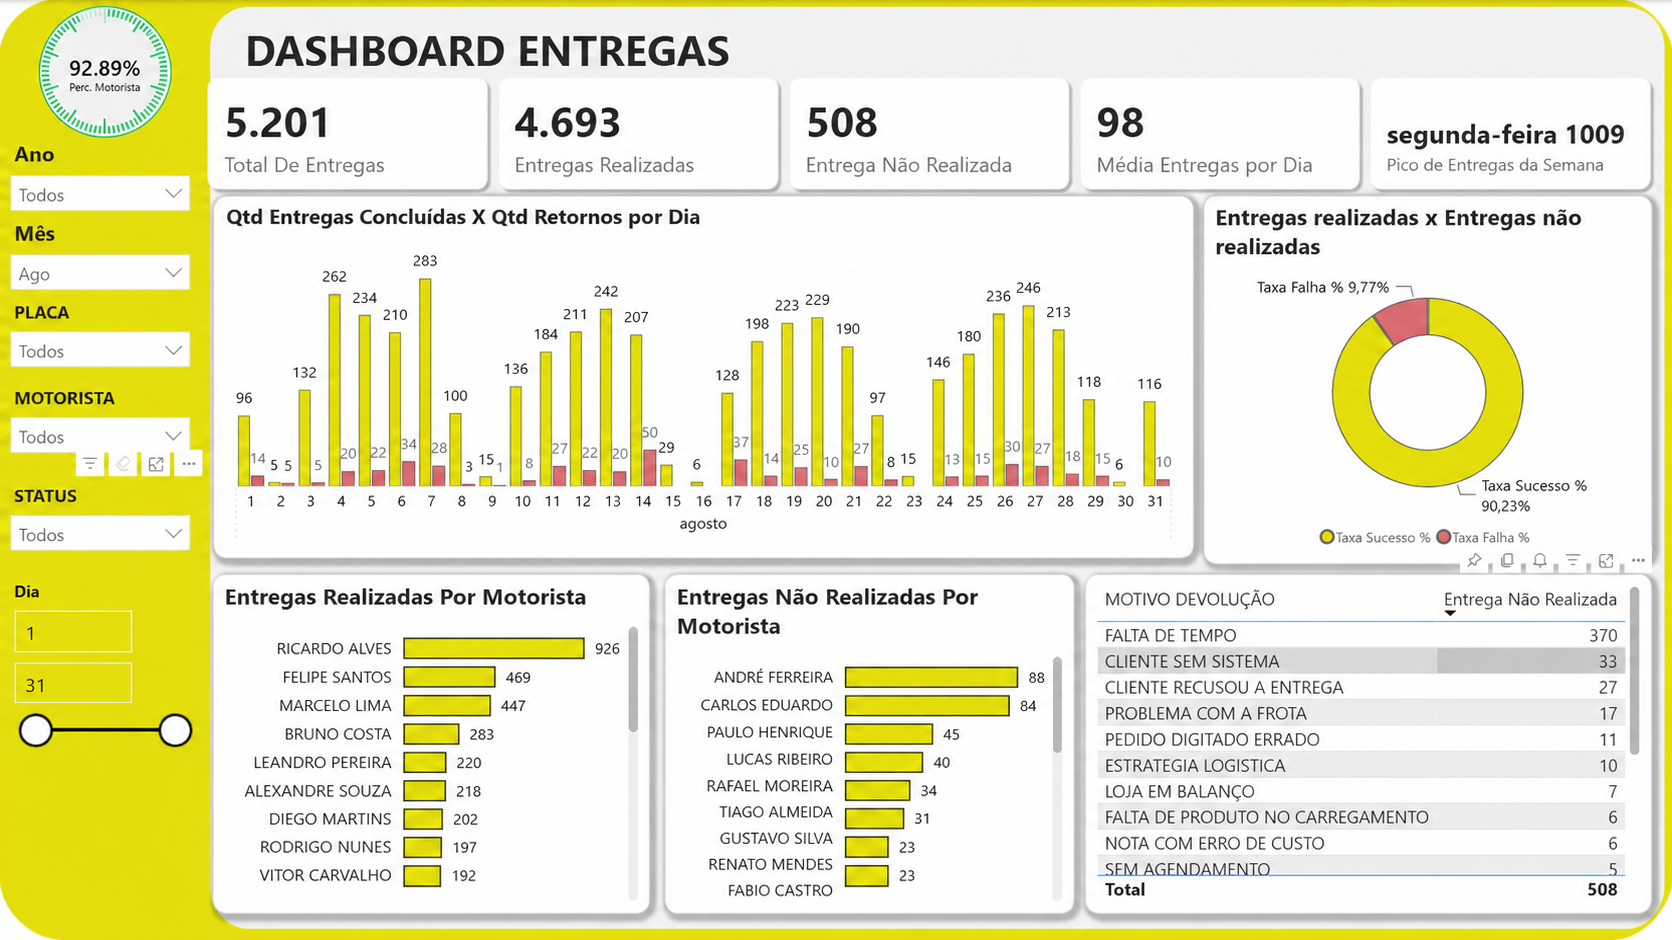 92.89%
Perc. Motorista
Ano
Todos
Mês
Ago
PLACA
Todos
MOTORISTA
Todos
STATUS
Todos
Dia
1
31
DASHBOARD ENTREGAS
5.201
Total De Entregas
4.693
Entregas Realizadas
508
Entrega Não Realizada
98
Média Entregas por Dia
segunda-feira 1009
Pico de Entregas da Semana
Qtd Entregas Concluídas X Qtd Retornos por Dia
96 14 5 5 132 5 262 20 234 22 210 34 283 28 100 3 15 1 136 8 184 27 211 22 242 20 207 50 29 6 128 37 198 14 223 25 229 10 190 27 97 8 15 146 13 180 15 236 30 246 27 213 18 118 15 6 116 10
1 2 3 4 5 6 7 8 9 10 11 12 13 14 15 16 17 18 19 20 21 22 23 24 25 26 27 28 29 30 31
agosto
Entregas realizadas x Entregas não
realizadas
Taxa Falha % 9,77%
Taxa Sucesso %
90,23%
Taxa Sucesso % Taxa Falha %
Entregas Realizadas Por Motorista
RICARDO ALVES 926
FELIPE SANTOS 469
MARCELO LIMA 447
BRUNO COSTA 283
LEANDRO PEREIRA 220
ALEXANDRE SOUZA 218
DIEGO MARTINS 202
RODRIGO NUNES 197
VITOR CARVALHO 192
Entregas Não Realizadas Por
Motorista
ANDRÉ FERREIRA 88
CARLOS EDUARDO 84
PAULO HENRIQUE 45
LUCAS RIBEIRO 40
RAFAEL MOREIRA 34
TIAGO ALMEIDA 31
GUSTAVO SILVA 23
RENATO MENDES 23
FABIO CASTRO
MOTIVO DEVOLUÇÃO Entrega Não Realizada
FALTA DE TEMPO 370
CLIENTE SEM SISTEMA 33
CLIENTE RECUSOU A ENTREGA 27
PROBLEMA COM A FROTA 17
PEDIDO DIGITADO ERRADO 11
ESTRATEGIA LOGISTICA 10
LOJA EM BALANÇO 7
FALTA DE PRODUTO NO CARREGAMENTO 6
NOTA COM ERRO DE CUSTO 6
SEM AGENDAMENTO 5
Total 508